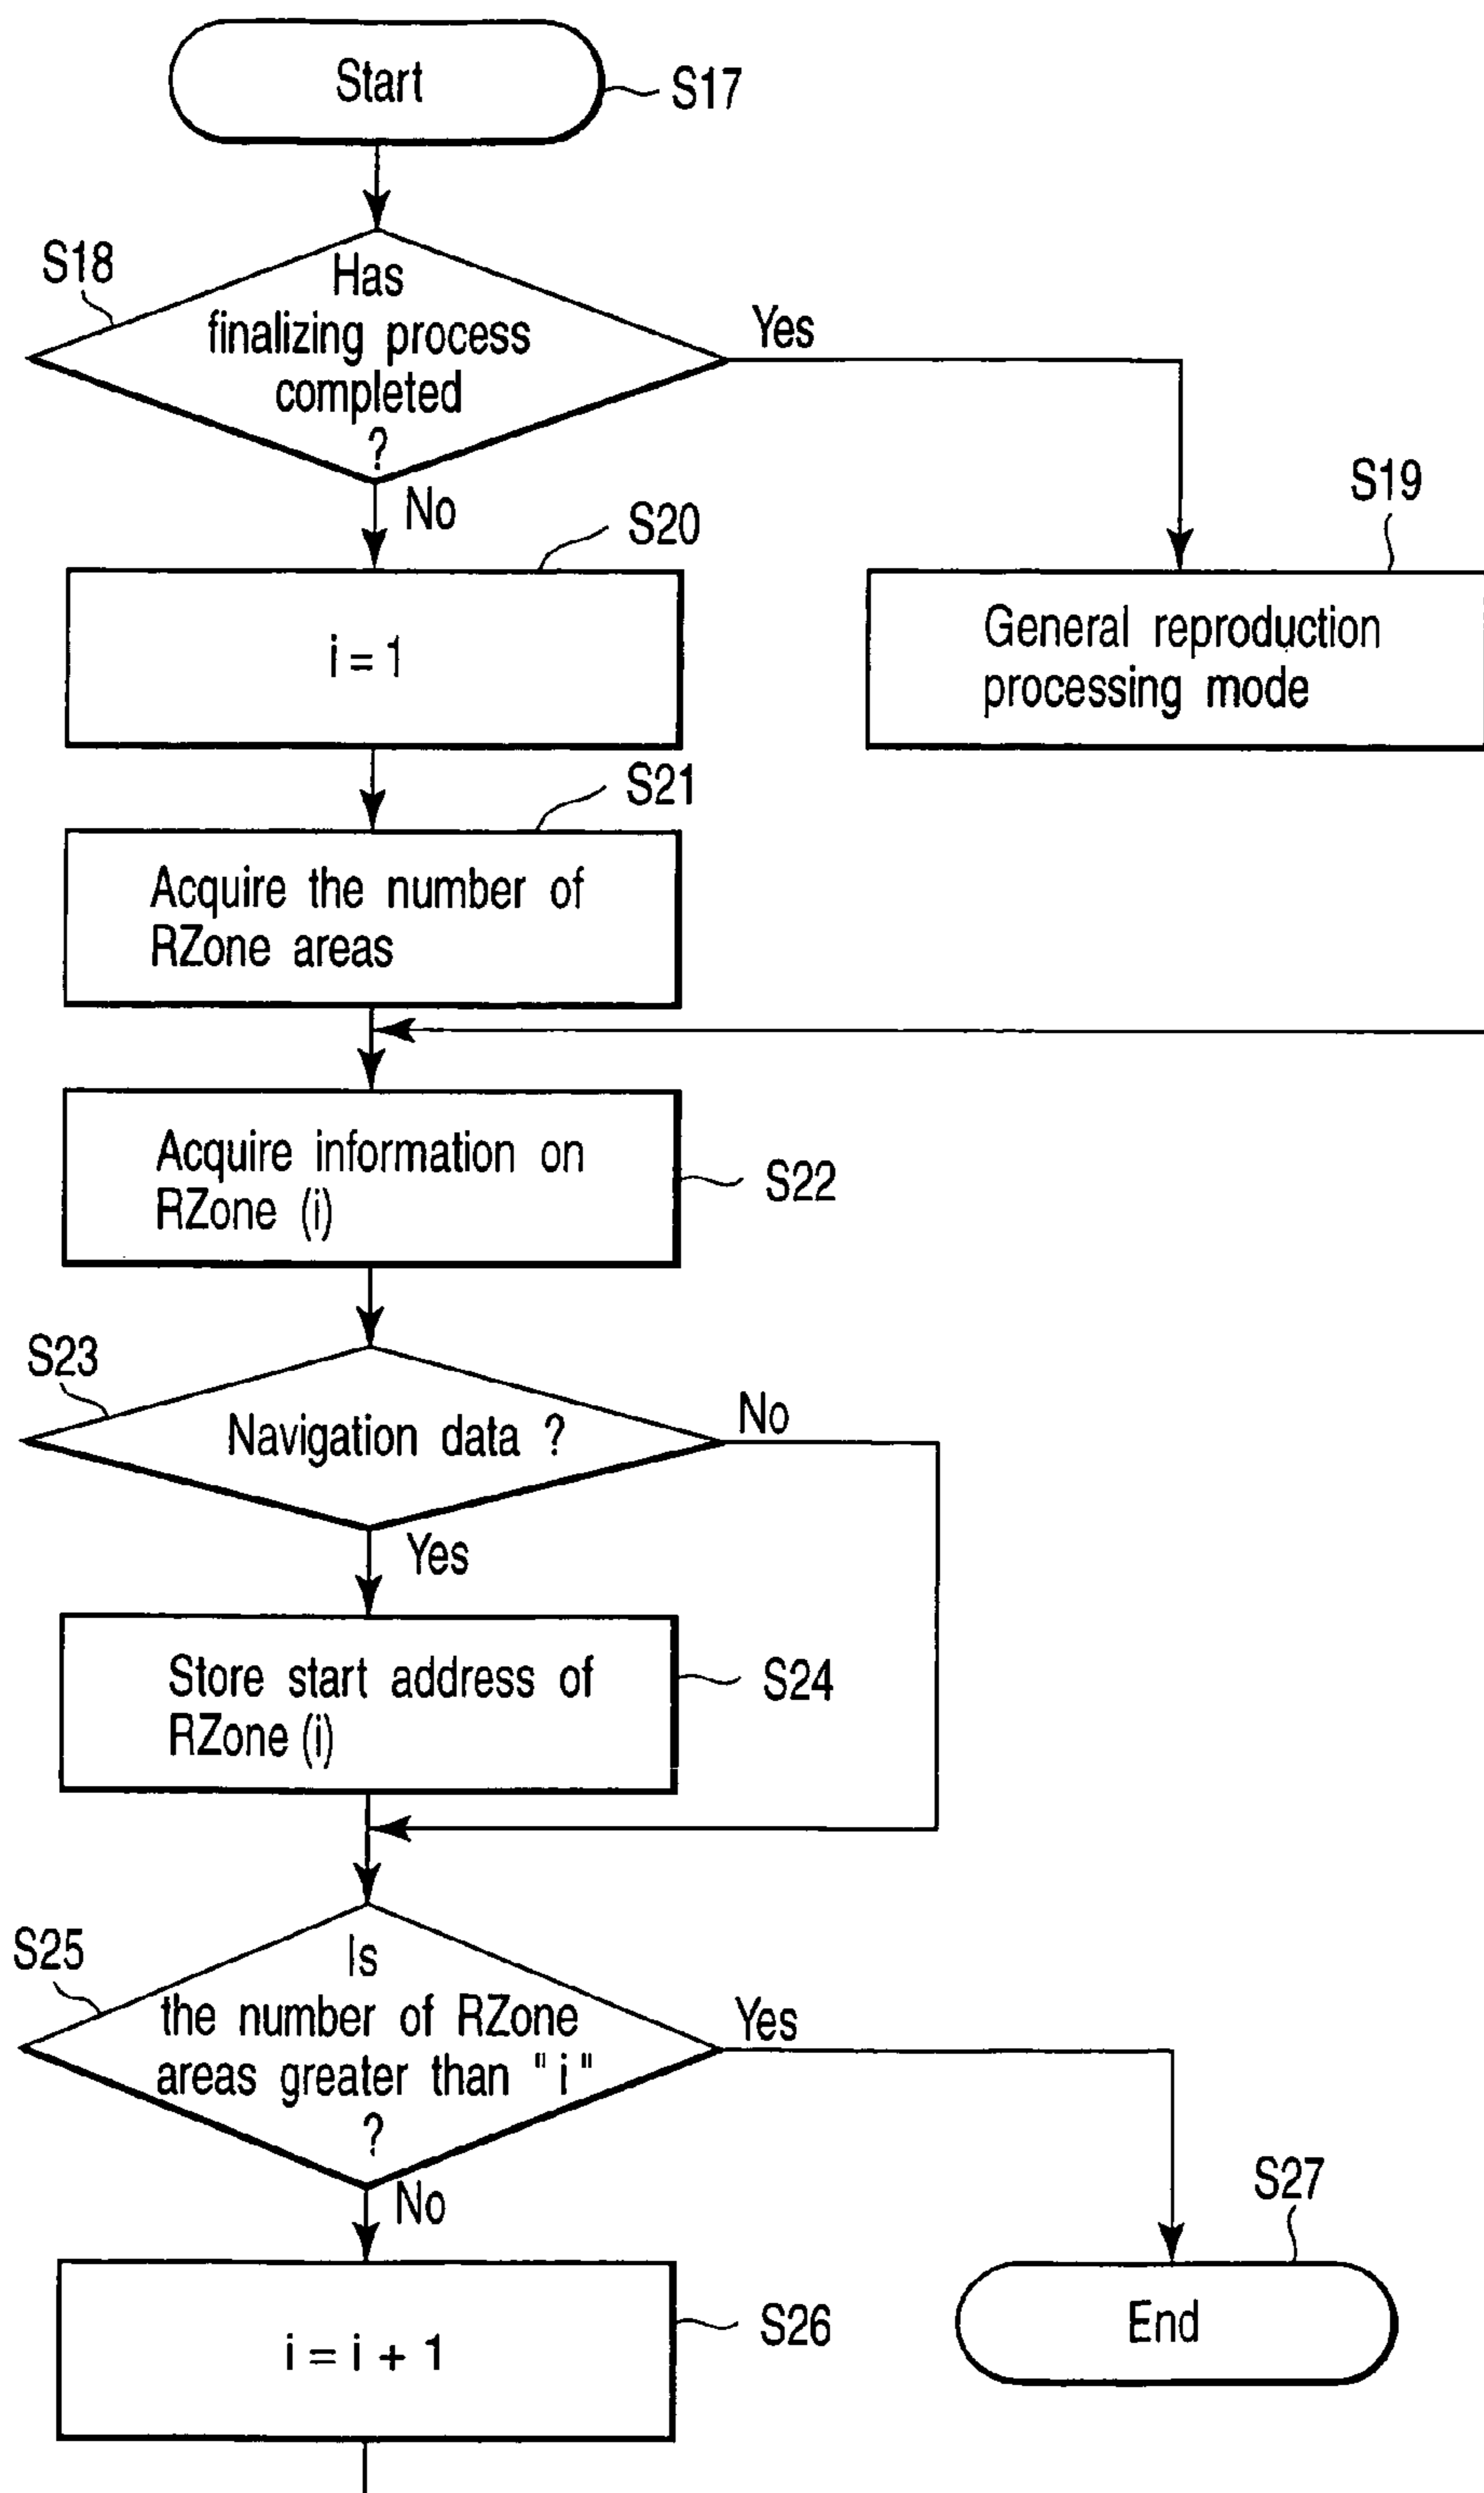 Start
S17
S18
Has
finalizing process
completed
?
Yes
No
S20
S19
i = 1
General reproduction
processing mode
S21
Acquire the number of
RZone areas
Acquire information on
RZone (i)
S22
S23
Navigation data ?
No
Yes
Store start address of
RZone (i)
S24
S25
Is
the number of RZone
areas greater than " i "
?
Yes
No
S27
i = i + 1
S26
End